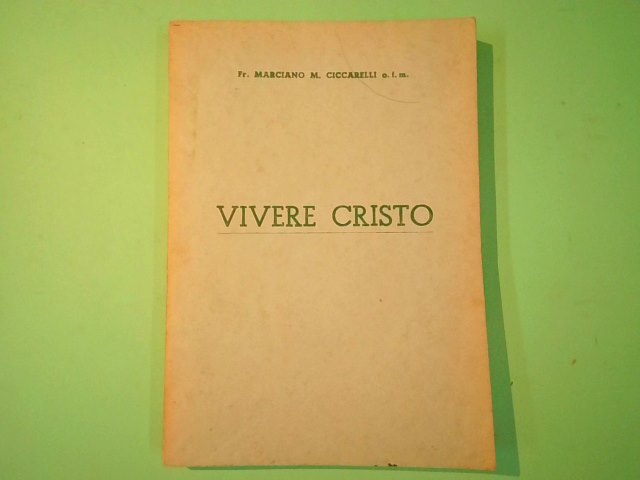 Fr. MARCIANO M. CICCARELLI o.f.m.
VIVERE CRISTO